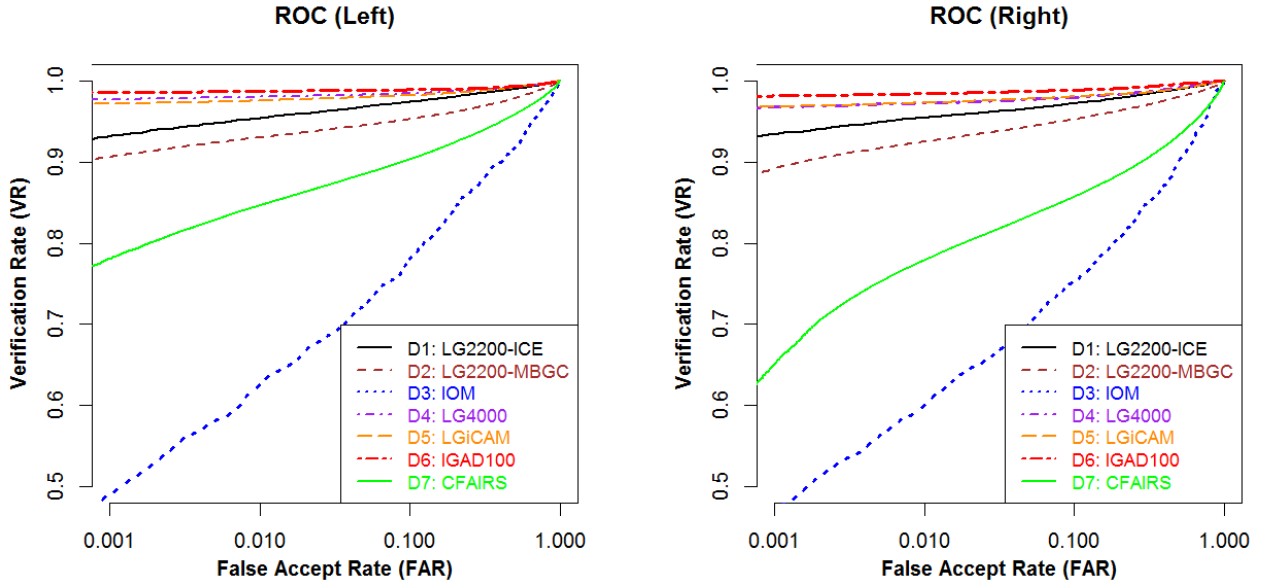 ROC (Left)
Verification Rate (VR)
1.0
0.9
0.8
0.7
0.6
0.5
D1: LG2200-ICE
D2: LG2200-MBGC
D3: IOM
D4: LG4000
D5: LGiCAM
D6: IGAD100
D7: CFAIRS
0.001 0.010 0.100 1.000
False Accept Rate (FAR)
ROC (Right)
Verification Rate (VR)
1.0
0.9
0.8
0.7
0.6
0.5
D1: LG2200-ICE
D2: LG2200-MBGC
D3: IOM
D4: LG4000
D5: LGiCAM
D6: IGAD100
D7: CFAIRS
0.001 0.010 0.100 1.000
False Accept Rate (FAR)